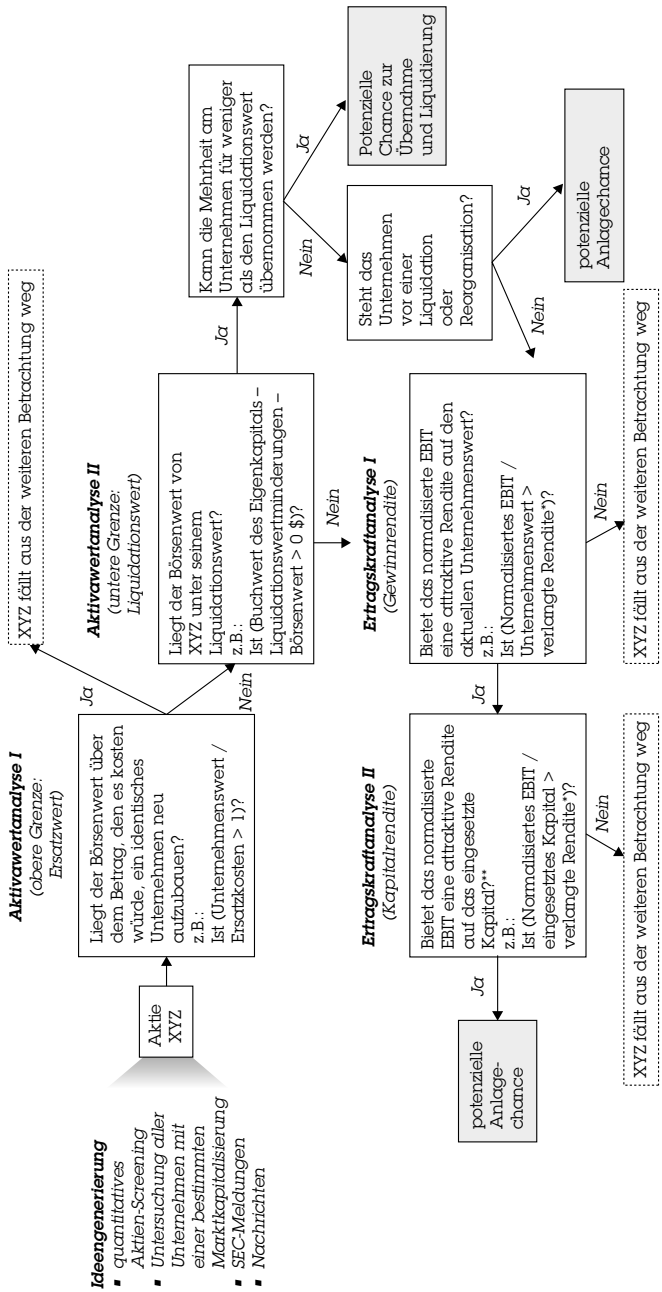 Ideengenerierung
▪ quantitatives
Aktien-Screening
▪ Untersuchung aller
Unternehmen mit
einer bestimmten
Marktkapitalisierung
▪ SEC-Meldungen
▪ Nachrichten
Aktie
XYZ
Aktivawertanalyse I
(obere Grenze:
Ersatzwert)
Liegt der Börsenwert über
dem Betrag, den es kosten
würde, ein identisches
Unternehmen neu
aufzubauen?
z.B.:
Ist (Unternehmenswert /
Ersatzkosten > 1)?
Ja
XYZ fällt aus der weiteren Betrachtung weg
Nein
Aktivawertanalyse II
(untere Grenze:
Liquidationswert)
Liegt der Börsenwert von
XYZ unter seinem
Liquidationswert?
z.B.:
Ist (Buchwert des Eigenkapitals –
Liquidationswertminderungen –
Börsenwert > 0 $)?
Ja
Kann die Mehrheit am
Unternehmen für weniger
als den Liquidationswert
übernommen werden?
Ja
Potenzielle
Chance zur
Übernahme
und Liquidierung
Nein
Steht das
Unternehmen
vor einer
Liquidation
oder
Reorganisation?
Ja
potenzielle
Anlagechance
Nein
Nein
Ertragskraftanalyse I
(Gewinnrendite)
Bietet das normalisierte EBIT
eine attraktive Rendite auf den
aktuellen Unternehmenswert?
z.B.:
Ist (Normalisiertes EBIT /
Unternehmenswert >
verlangte Rendite*)?
Nein
XYZ fällt aus der weiteren Betrachtung weg
Ja
Ertragskraftanalyse II
(Kapitalrendite)
Bietet das normalisierte
EBIT eine attraktive Rendite
auf das eingesetzte
Kapital?**
z.B.:
Ist (Normalisiertes EBIT /
eingesetztes Kapital >
verlangte Rendite*)?
Nein
XYZ fällt aus der weiteren Betrachtung weg
Ja
potenzielle
Anlage-
chance